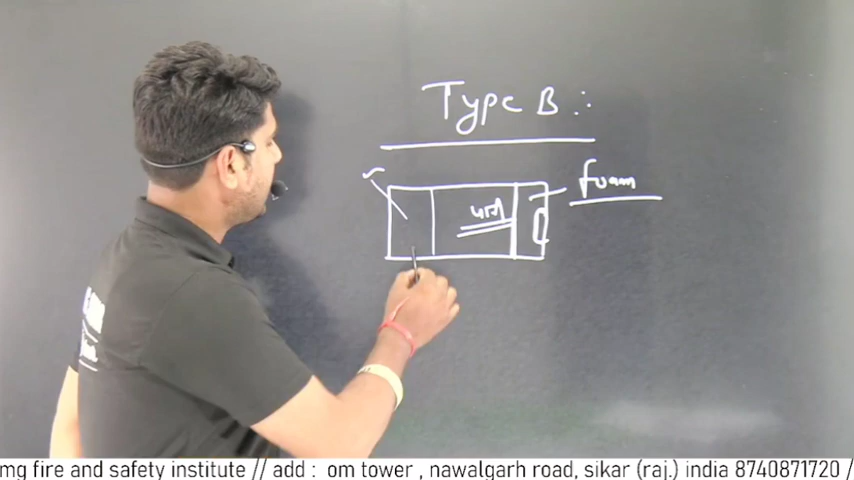 Type B :-
पानी
foam
mg fire and safety institute // add : om tower , nawalgarh road, sikar (raj.) india 8740871720 /